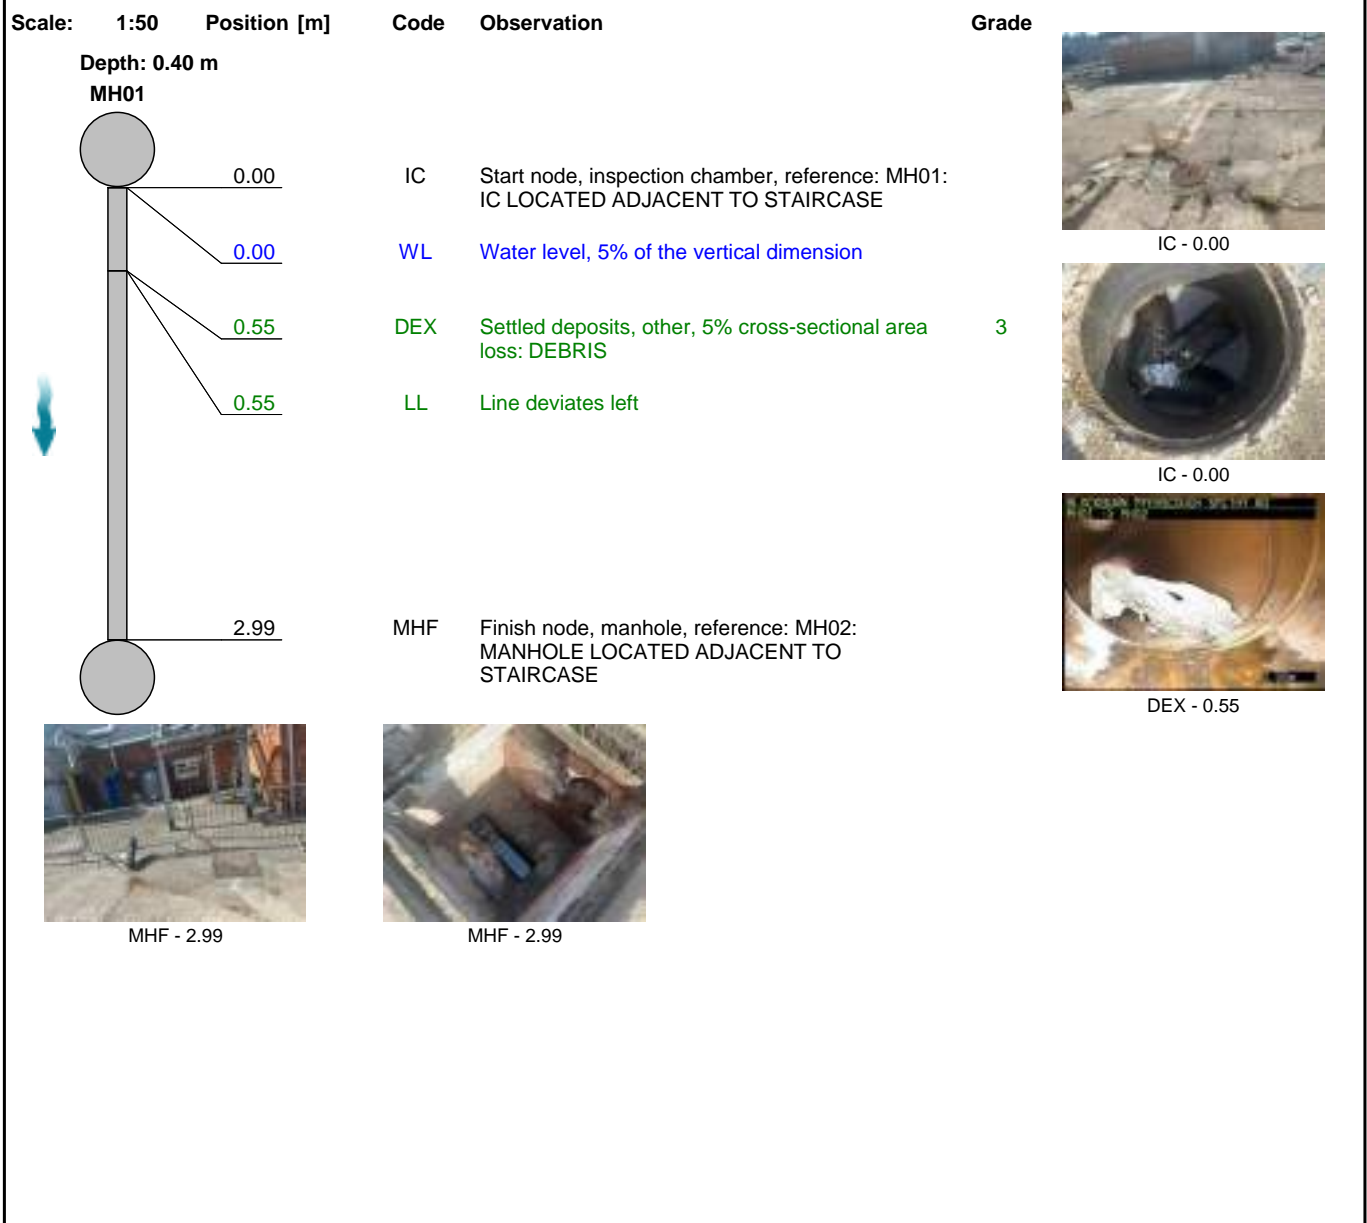 Scale: 1:50 Position [m] Code Observation Grade
Depth: 0.40 m
MH01
0.00 IC Start node, inspection chamber, reference: MH01:
IC LOCATED ADJACENT TO STAIRCASE
0.00 WL Water level, 5% of the vertical dimension
0.55 DEX Settled deposits, other, 5% cross-sectional area 3
loss: DEBRIS
0.55 LL Line deviates left
2.99 MHF Finish node, manhole, reference: MH02:
MANHOLE LOCATED ADJACENT TO
STAIRCASE
IC - 0.00
IC - 0.00
DEX - 0.55
MHF - 2.99
MHF - 2.99